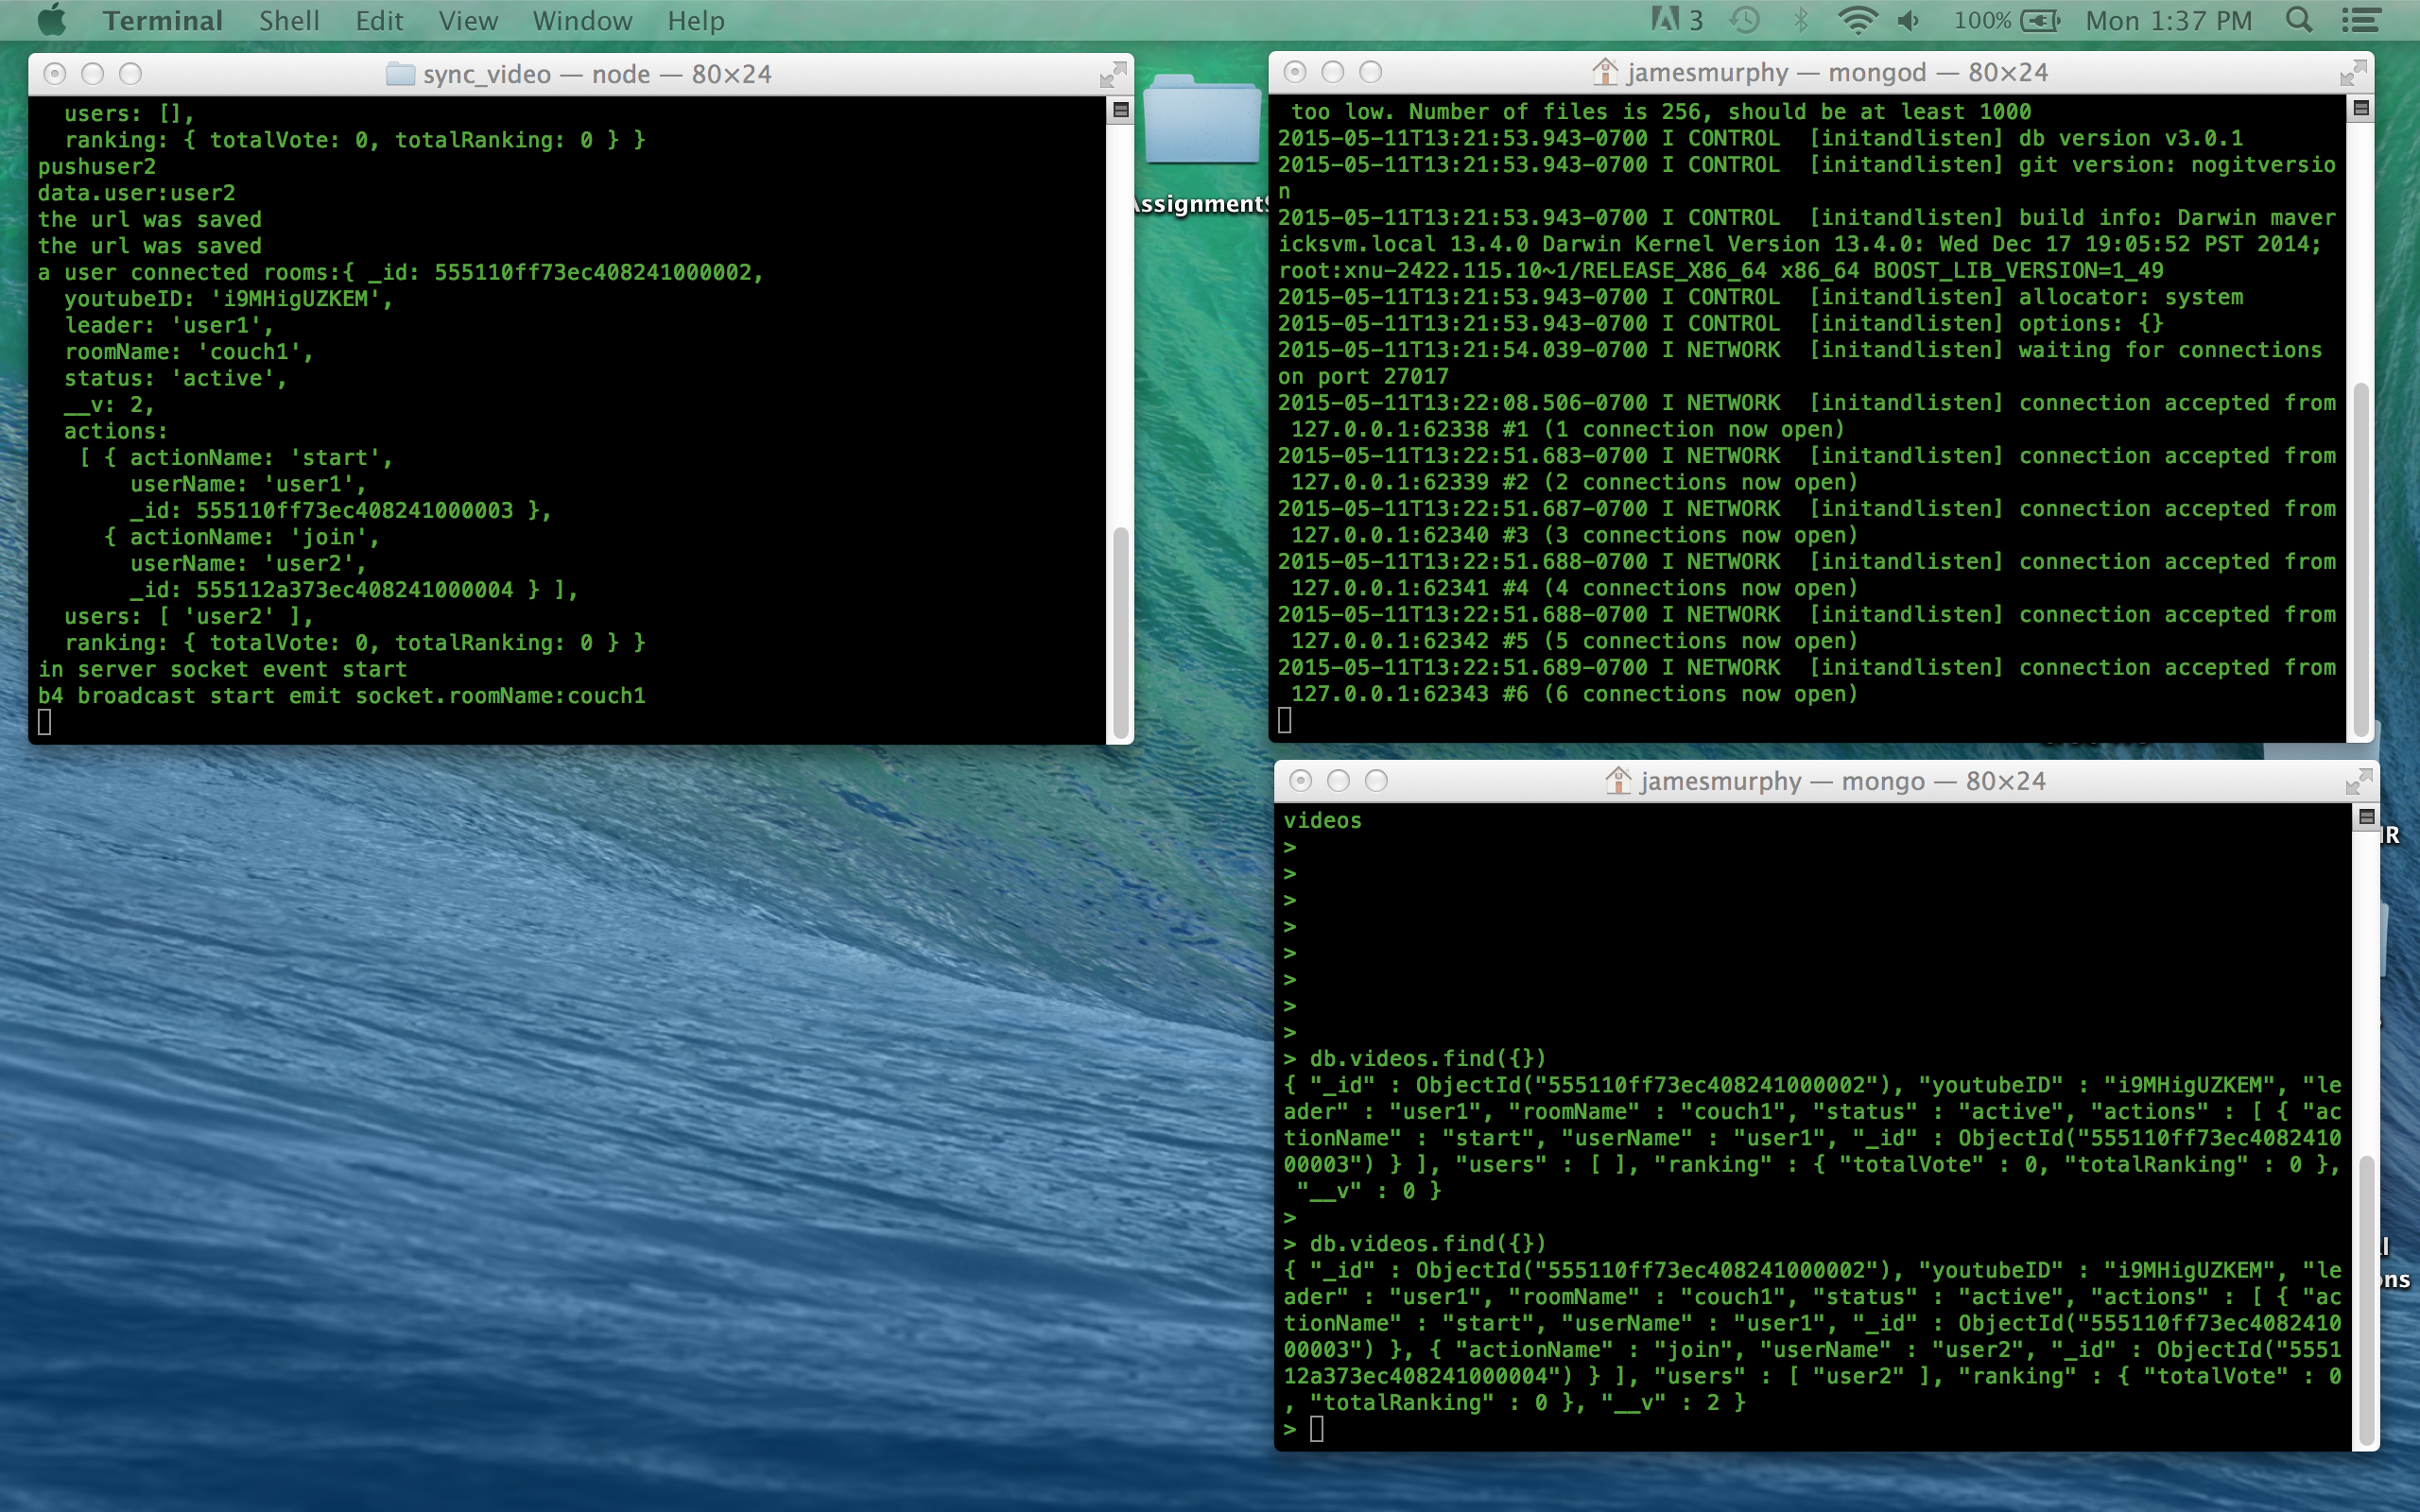 Terminal Shell Edit View Window Help 3 100% Mon 1:37 PM
sync_video — node — 80×24
  users: [],
  ranking: { totalVote: 0, totalRanking: 0 } }
pushuser2
data.user:user2
the url was saved
the url was saved
a user connected rooms:{ _id: 555110ff73ec408241000002,
  youtubeID: 'i9MHigUZKEM',
  leader: 'user1',
  roomName: 'couch1',
  status: 'active',
  __v: 2,
  actions:
   [ { actionName: 'start',
       userName: 'user1',
       _id: 555110ff73ec408241000003 },
     { actionName: 'join',
       userName: 'user2',
       _id: 555112a373ec408241000004 } ],
  users: [ 'user2' ],
  ranking: { totalVote: 0, totalRanking: 0 } }
in server socket event start
b4 broadcast start emit socket.roomName:couch1
jamesmurphy — mongod — 80×24
 too low. Number of files is 256, should be at least 1000
2015-05-11T13:21:53.943-0700 I CONTROL  [initandlisten] db version v3.0.1
2015-05-11T13:21:53.943-0700 I CONTROL  [initandlisten] git version: nogitversio
n
2015-05-11T13:21:53.943-0700 I CONTROL  [initandlisten] build info: Darwin maver
icksvm.local 13.4.0 Darwin Kernel Version 13.4.0: Wed Dec 17 19:05:52 PST 2014;
root:xnu-2422.115.10~1/RELEASE_X86_64 x86_64 BOOST_LIB_VERSION=1_49
2015-05-11T13:21:53.943-0700 I CONTROL  [initandlisten] allocator: system
2015-05-11T13:21:53.943-0700 I CONTROL  [initandlisten] options: {}
2015-05-11T13:21:54.039-0700 I NETWORK  [initandlisten] waiting for connections
on port 27017
2015-05-11T13:22:08.506-0700 I NETWORK  [initandlisten] connection accepted from
 127.0.0.1:62338 #1 (1 connection now open)
2015-05-11T13:22:51.683-0700 I NETWORK  [initandlisten] connection accepted from
 127.0.0.1:62339 #2 (2 connections now open)
2015-05-11T13:22:51.687-0700 I NETWORK  [initandlisten] connection accepted from
 127.0.0.1:62340 #3 (3 connections now open)
2015-05-11T13:22:51.688-0700 I NETWORK  [initandlisten] connection accepted from
 127.0.0.1:62341 #4 (4 connections now open)
2015-05-11T13:22:51.688-0700 I NETWORK  [initandlisten] connection accepted from
 127.0.0.1:62342 #5 (5 connections now open)
2015-05-11T13:22:51.689-0700 I NETWORK  [initandlisten] connection accepted from
 127.0.0.1:62343 #6 (6 connections now open)
jamesmurphy — mongo — 80×24
videos
>
>
>
>
>
>
>
>
> db.videos.find({})
{ "_id" : ObjectId("555110ff73ec408241000002"), "youtubeID" : "i9MHigUZKEM", "le
ader" : "user1", "roomName" : "couch1", "status" : "active", "actions" : [ { "ac
tionName" : "start", "userName" : "user1", "_id" : ObjectId("555110ff73ec4082410
00003") } ], "users" : [ ], "ranking" : { "totalVote" : 0, "totalRanking" : 0 },
 "__v" : 0 }
>
> db.videos.find({})
{ "_id" : ObjectId("555110ff73ec408241000002"), "youtubeID" : "i9MHigUZKEM", "le
ader" : "user1", "roomName" : "couch1", "status" : "active", "actions" : [ { "ac
tionName" : "start", "userName" : "user1", "_id" : ObjectId("555110ff73ec4082410
00003") }, { "actionName" : "join", "userName" : "user2", "_id" : ObjectId("5551
12a373ec408241000004") } ], "users" : [ "user2" ], "ranking" : { "totalVote" : 0
, "totalRanking" : 0 }, "__v" : 2 }
>